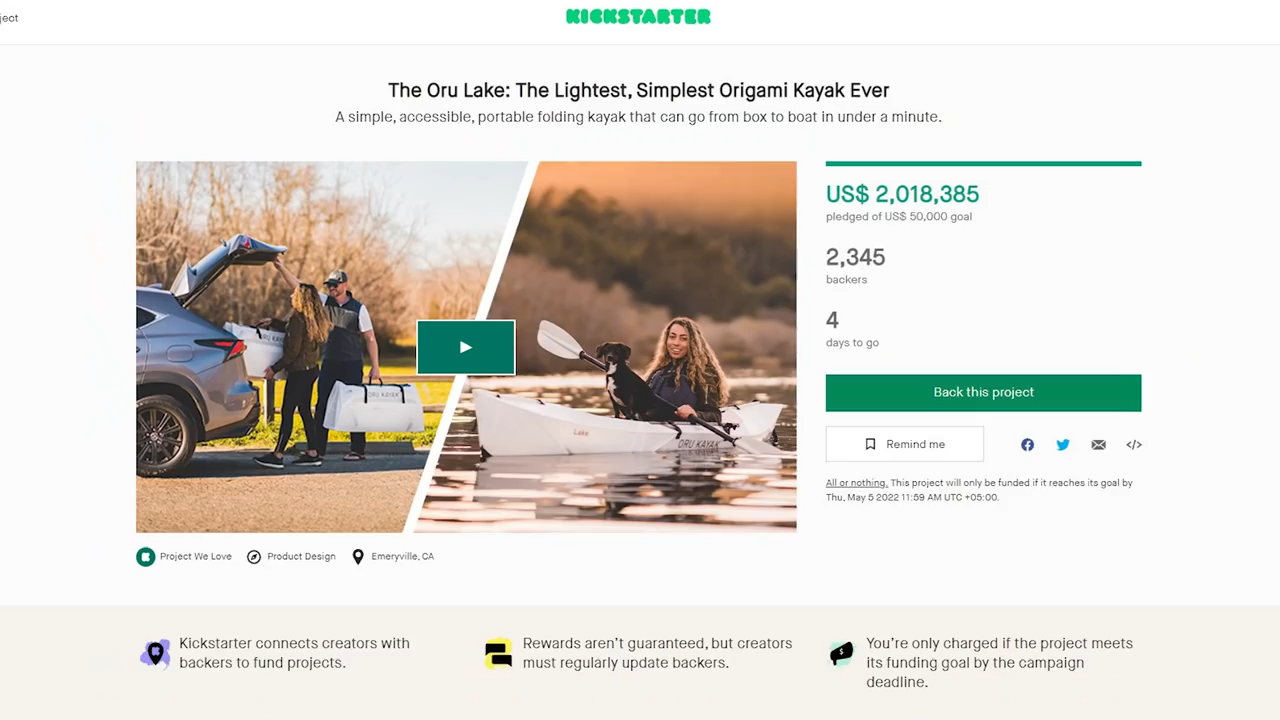 ject
KICKSTARTER
The Oru Lake: The Lightest, Simplest Origami Kayak Ever
A simple, accessible, portable folding kayak that can go from box to boat in under a minute.
ORU KAYAK
Lake
ORU KAYAK
US$ 2,018,385
pledged of US$ 50,000 goal
2,345
backers
4
days to go
Back this project
Remind me
All or nothing. This project will only be funded if it reaches its goal by
Thu, May 5 2022 11:59 AM UTC +05:00.
Project We Love
Product Design
Emeryville, CA
Kickstarter connects creators with
backers to fund projects.
Rewards aren't guaranteed, but creators
must regularly update backers.
You're only charged if the project meets
its funding goal by the campaign
deadline.